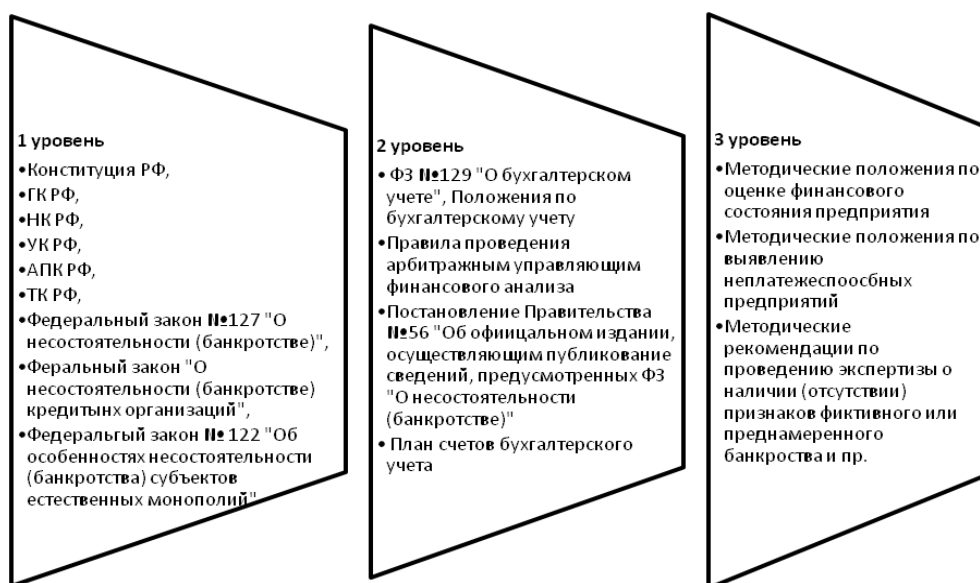 1 уровень
•Конституция РФ,
•ГК РФ,
•НК РФ,
•УК РФ,
•АПК РФ,
•ТК РФ,
•Федеральный закон №127 "О
несостоятельности (банкротстве)",
•Феральный закон "О
несостоятельности (банкротстве)
кредитынх организаций",
•Федеральгый закон № 122 "Об
особенностях несостоятельности
(банкротства) субъектов
естественных монополий"
2 уровень
• ФЗ №129 "О бухгалтерском
учете", Положения по
бухгалтерскому учету
•Правила проведения
арбитражным управляющим
финансового анализа
•Постановление Правительства
№56 "Об офиицальном издании,
осуществляющим публикование
сведений, предусмотренных ФЗ
"О несостоятельности
(банкротстве)"
• План счетов бухгалтерского
учета
3 уровень
•Методические положения по
оценке финансового
состояния предприятия
•Методические положения по
выявлению
неплатежеспоосбных
предприятий
•Методические
рекомендации по
проведению экспертизы о
наличии (отсутствии)
признаков фиктивного или
преднамеренного
банкроства и пр.